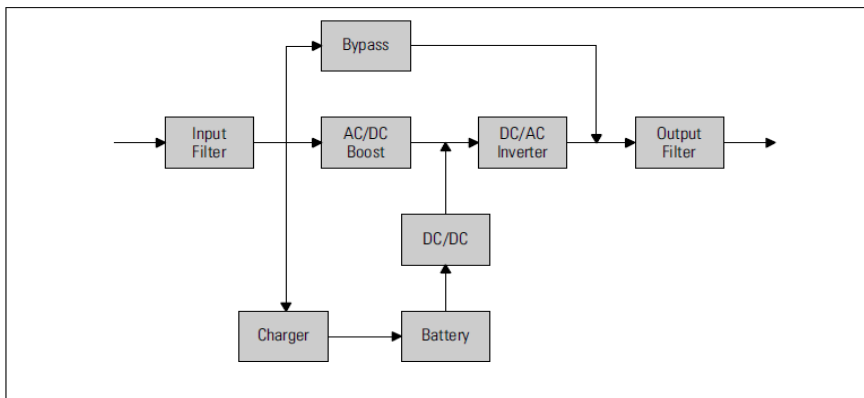 Bypass
Input
Filter
AC/DC
Boost
DC/AC
Inverter
Output
Filter
DC/DC
Charger
Battery